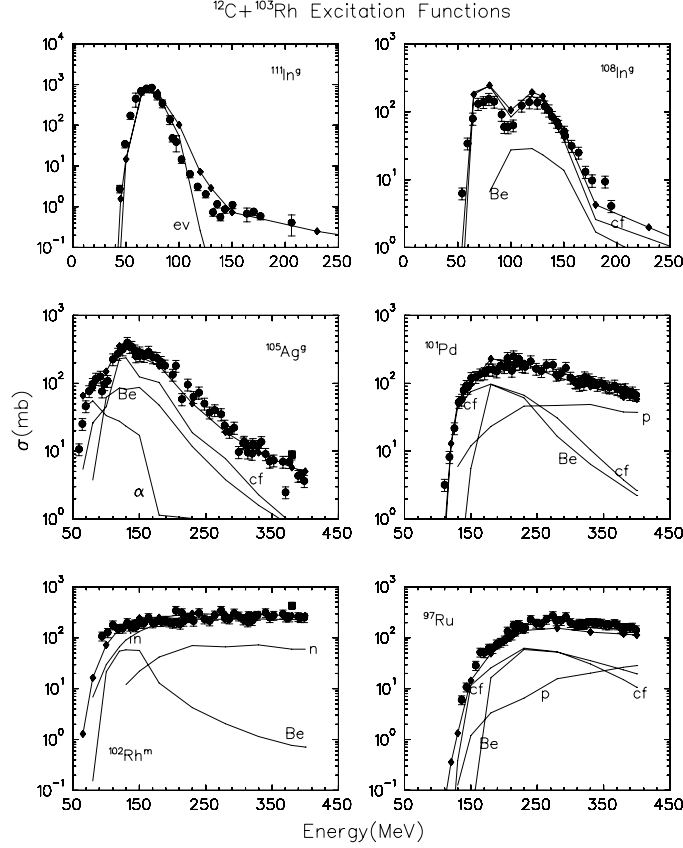 ¹²C+¹⁰³Rh Excitation Functions
10⁴
10³
10²
10¹
10⁰
10⁻¹
0 50 100 150 200 250
¹¹¹Inᵍ
ev
10³
10²
10¹
10⁰
0 50 100 150 200 250
¹⁰⁸Inᵍ
Be
cf
10³
10²
10¹
10⁰
50 150 250 350 450
¹⁰⁵Agᵍ
Be
cf
α
10³
10²
10¹
10⁰
50 150 250 350 450
¹⁰¹Pd
cf
p
Be
cf
σ(mb)
10³
10²
10¹
10⁰
10⁻¹
50 150 250 350 450
in
n
Be
¹⁰²Rhᵐ
10³
10²
10¹
10⁰
10⁻¹
50 150 250 350 450
⁹⁷Ru
cf
p
cf
Be
Energy(MeV)